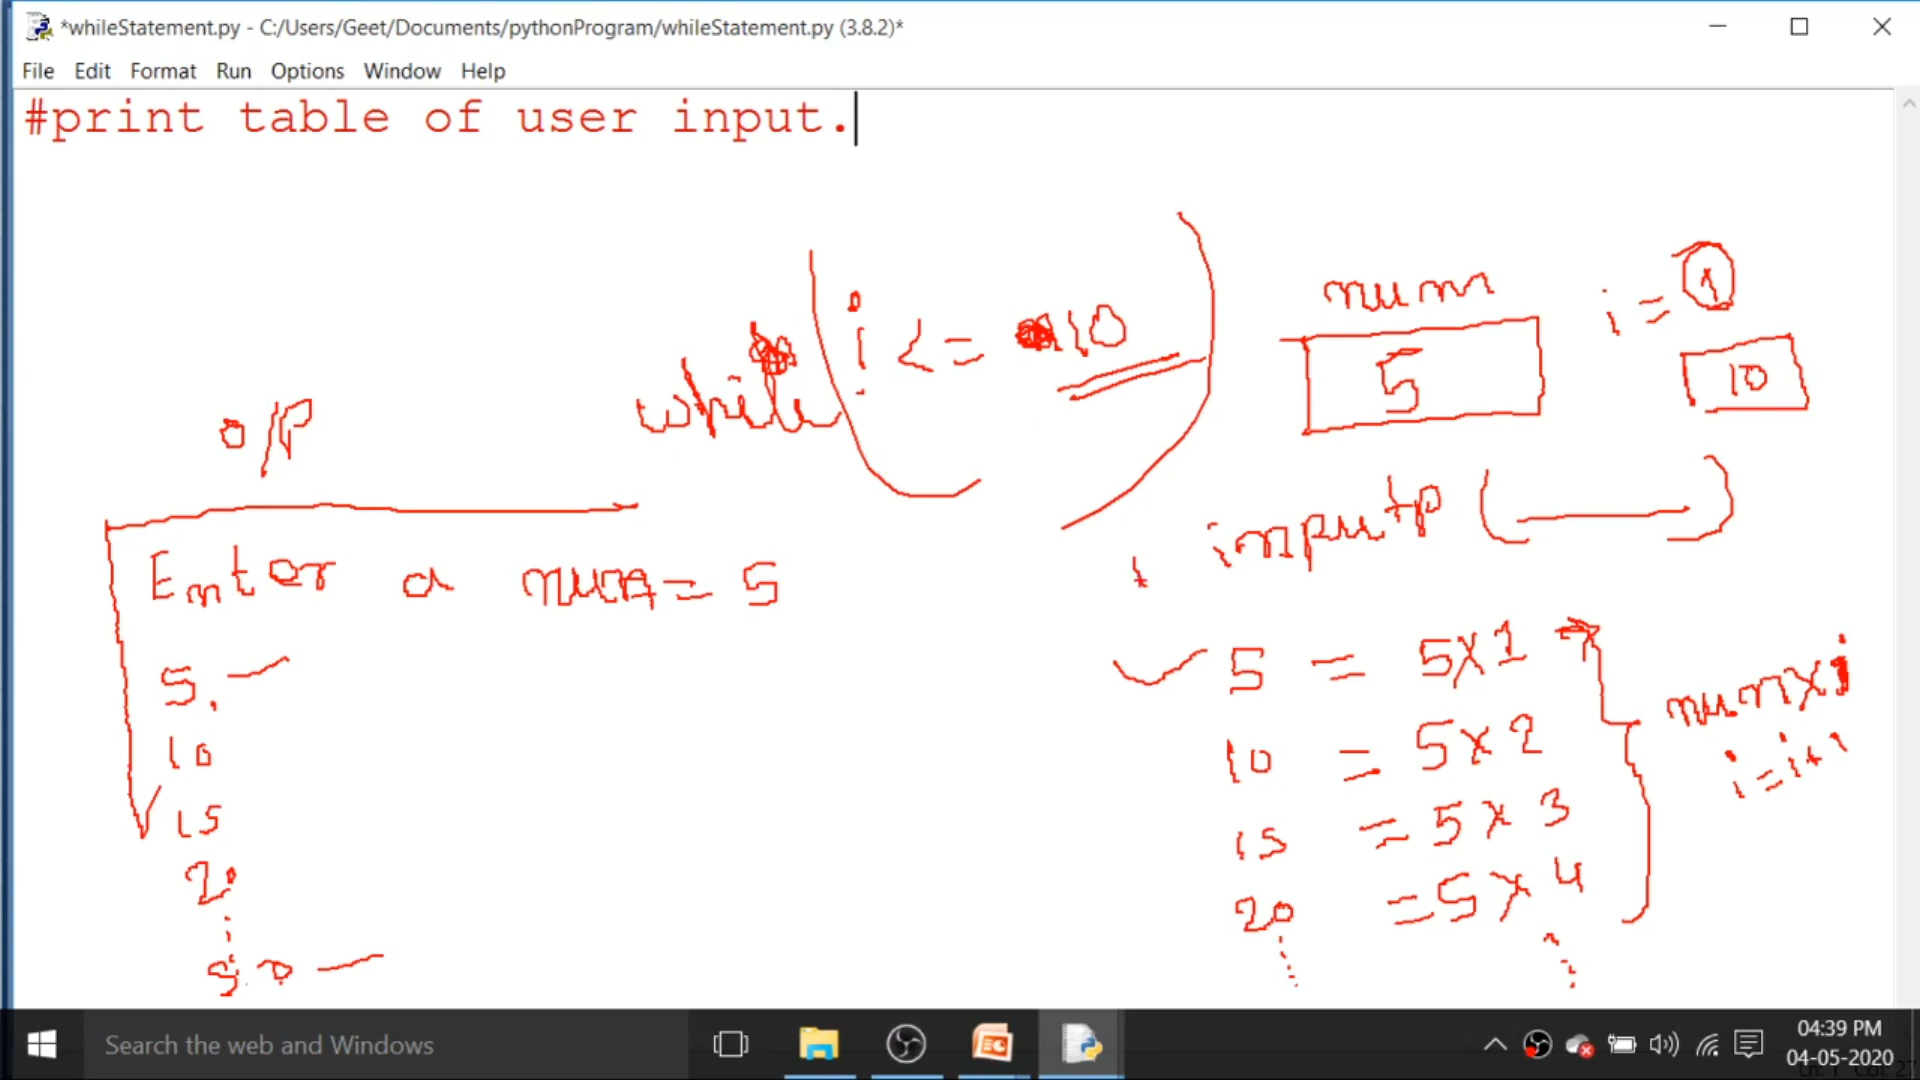 *whileStatement.py - C:/Users/Geet/Documents/pythonProgram/whileStatement.py (3.8.2)*
File Edit Format Run Options Window Help
#print table of user input.
while ( i <= 10 )
num
5
i = 1
10
o/p
input ( )
Enter a num = 5
5.
10
15
20
50
5 = 5x1
10 = 5x2
15 = 5x3
20 = 5x4
numxi
i=i+1
Search the web and Windows
04:39 PM
04-05-2020